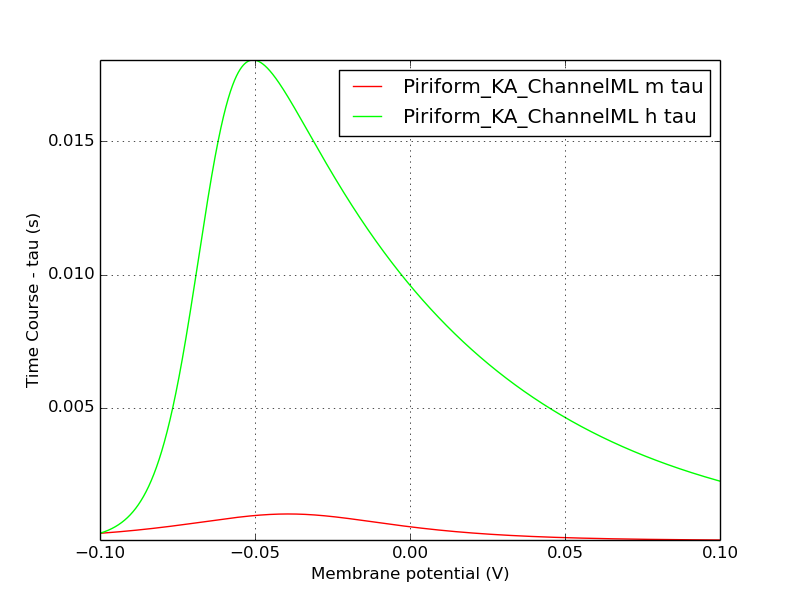 Piriform_KA_ChannelML m tau
Piriform_KA_ChannelML h tau
Time Course - tau (s)
0.015
0.010
0.005
−0.10 −0.05 0.00 0.05 0.10
Membrane potential (V)